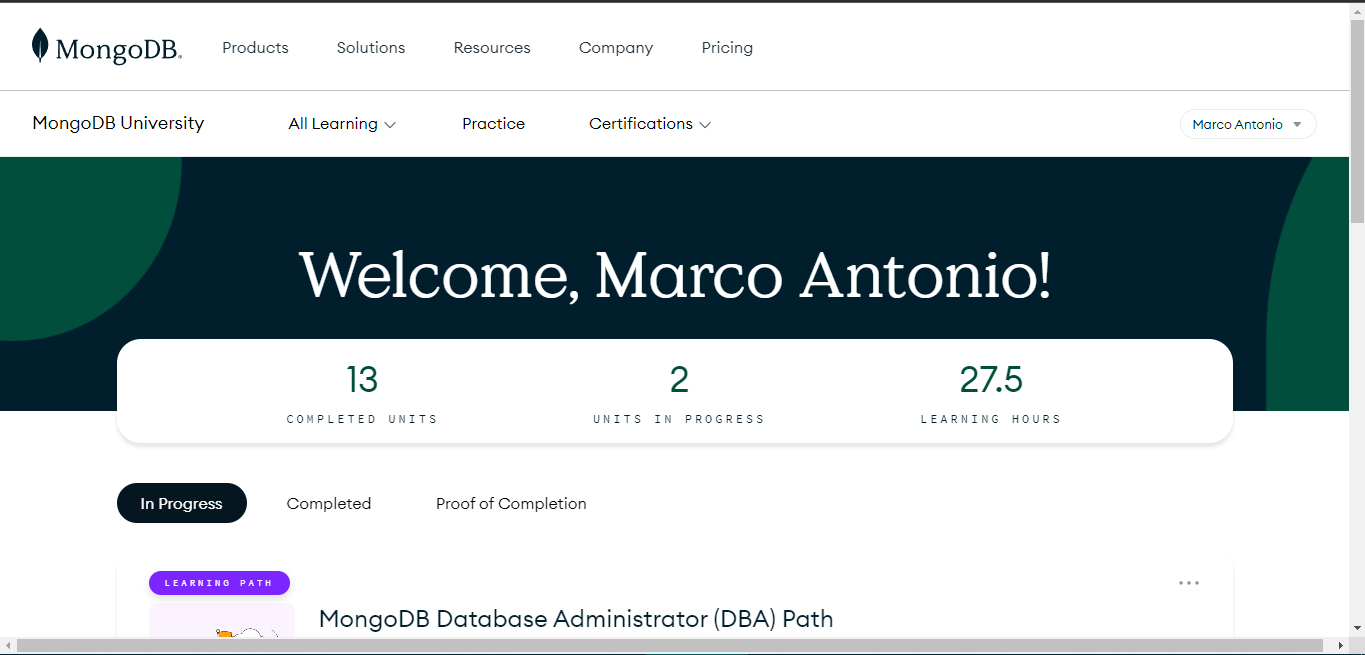 MongoDB.
Products Solutions Resources Company Pricing
MongoDB University
All Learning Practice Certifications
Marco Antonio
Welcome, Marco Antonio!
13 2 27.5
COMPLETED UNITS UNITS IN PROGRESS LEARNING HOURS
In Progress Completed Proof of Completion
LEARNING PATH
MongoDB Database Administrator (DBA) Path